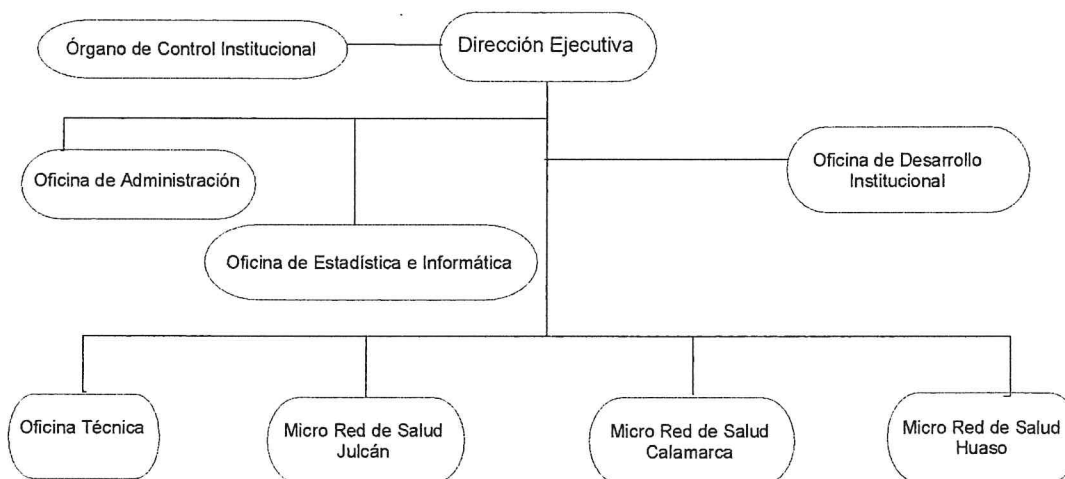 Órgano de Control Institucional
Dirección Ejecutiva
Oficina de Administración
Oficina de Desarrollo
Institucional
Oficina de Estadística e Informática
Oficina Técnica
Micro Red de Salud
Julcán
Micro Red de Salud
Calamarca
Micro Red de Salud
Huaso